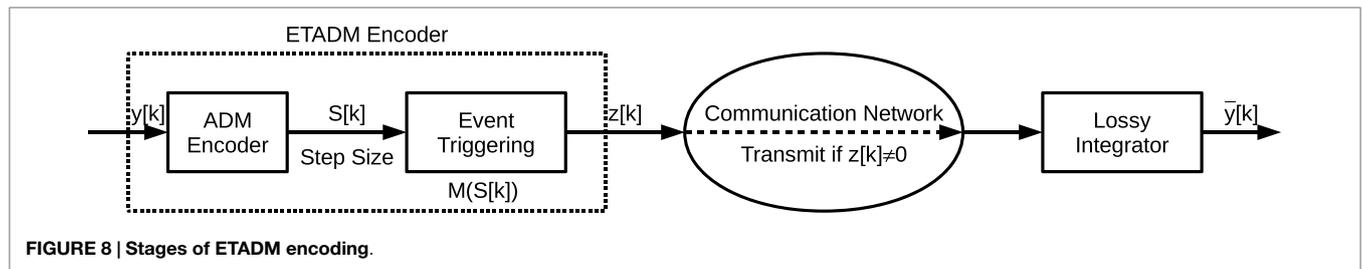 ETADM Encoder
y[k]
ADM
Encoder
S[k]
Step Size
Event
Triggering
M(S[k])
z[k]
Communication Network
Transmit if z[k]≠0
Lossy
Integrator
y̅[k]
FIGURE 8 | Stages of ETADM encoding.